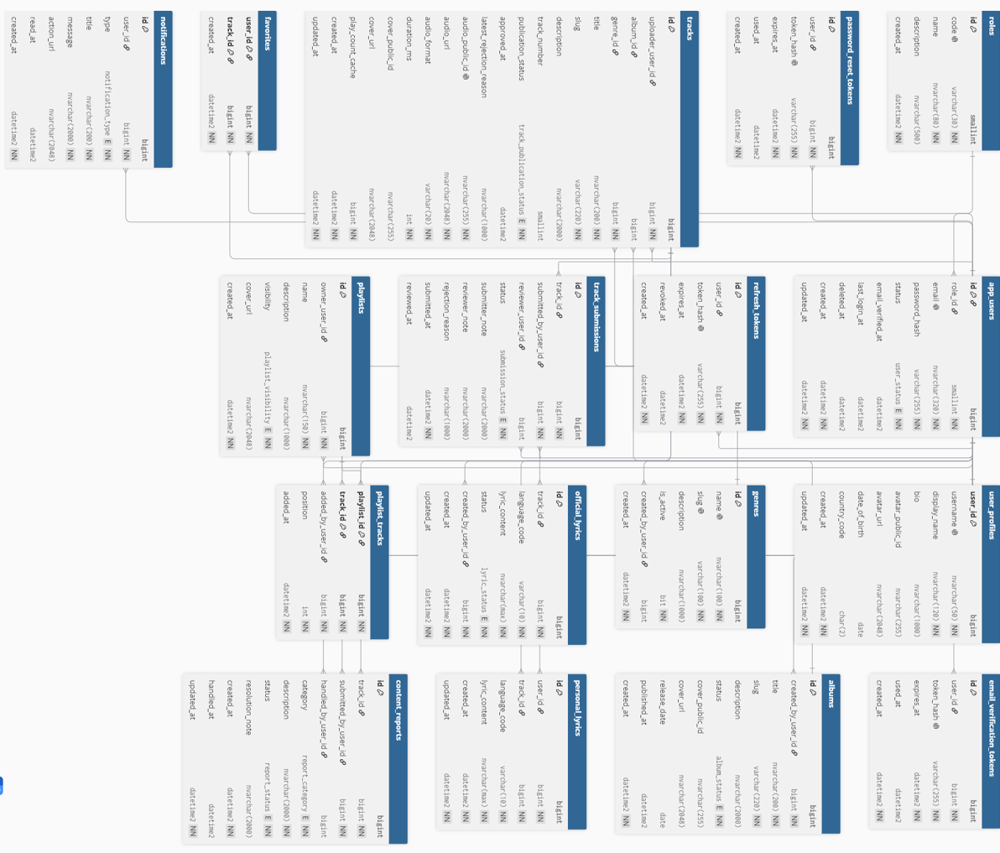 roles
id smallint
code varchar(30) NN
name nvarchar(80) NN
description nvarchar(500)
created_at datetime2 NN
password_reset_tokens
id bigint
user_id bigint NN
token_hash varchar(255) NN
expires_at datetime2 NN
used_at datetime2
created_at datetime2 NN
tracks
id bigint
uploader_user_id bigint NN
album_id bigint
genre_id bigint NN
title nvarchar(200) NN
slug varchar(220) NN
description nvarchar(2000)
track_number smallint
publication_status track_publication_status E NN
approved_at datetime2
latest_rejection_reason nvarchar(1000)
audio_public_id nvarchar(255) NN
audio_url nvarchar(2048) NN
audio_format varchar(20) NN
duration_ms int NN
cover_public_id nvarchar(255)
cover_url nvarchar(2048)
play_count_cache bigint NN
created_at datetime2 NN
updated_at datetime2 NN
favorites
user_id bigint NN
track_id bigint NN
created_at datetime2 NN
notifications
id bigint
user_id bigint NN
type notification_type E NN
title nvarchar(200) NN
message nvarchar(2000) NN
action_url nvarchar(2048)
read_at datetime2
created_at datetime2 NN
app_users
id bigint
role_id smallint NN
email nvarchar(320) NN
password_hash varchar(255) NN
status user_status E NN
email_verified_at datetime2
last_login_at datetime2
deleted_at datetime2
created_at datetime2 NN
updated_at datetime2 NN
refresh_tokens
id bigint
user_id bigint NN
token_hash varchar(255) NN
expires_at datetime2 NN
revoked_at datetime2
created_at datetime2 NN
track_submissions
id bigint
track_id bigint NN
submitted_by_user_id bigint NN
reviewer_user_id bigint
status submission_status E NN
submitter_note nvarchar(2000)
reviewer_note nvarchar(2000)
rejection_reason nvarchar(1000)
submitted_at datetime2 NN
reviewed_at datetime2
playlists
id bigint
owner_user_id bigint NN
name nvarchar(150) NN
description nvarchar(1000)
visibility playlist_visibility E NN
cover_url nvarchar(2048)
created_at datetime2 NN
user_profiles
user_id bigint
username nvarchar(50) NN
display_name nvarchar(120) NN
bio nvarchar(1000)
avatar_public_id nvarchar(255)
avatar_url nvarchar(2048)
date_of_birth date
country_code char(2)
created_at datetime2 NN
updated_at datetime2 NN
genres
id bigint
name nvarchar(100) NN
slug varchar(100) NN
description nvarchar(1000)
is_active bit NN
created_by_user_id bigint
created_at datetime2 NN
official_lyrics
id bigint
track_id bigint NN
language_code varchar(10) NN
lyric_content nvarchar(max) NN
status lyric_status E NN
created_by_user_id bigint NN
created_at datetime2 NN
updated_at datetime2 NN
playlist_tracks
playlist_id bigint NN
track_id bigint NN
added_by_user_id bigint NN
position int NN
added_at datetime2 NN
email_verification_tokens
id bigint
user_id bigint NN
token_hash varchar(255) NN
expires_at datetime2 NN
used_at datetime2
created_at datetime2 NN
albums
id bigint
created_by_user_id bigint NN
title nvarchar(200) NN
slug varchar(220) NN
description nvarchar(2000)
status album_status E NN
cover_public_id nvarchar(255)
cover_url nvarchar(2048)
release_date date
published_at datetime2
created_at datetime2 NN
personal_lyrics
id bigint
user_id bigint NN
track_id bigint NN
language_code varchar(10) NN
lyric_content nvarchar(max) NN
created_at datetime2 NN
updated_at datetime2 NN
content_reports
id bigint
track_id bigint NN
submitted_by_user_id bigint NN
handled_by_user_id bigint
category report_category E NN
description nvarchar(2000) NN
status report_status E NN
resolution_note nvarchar(2000)
created_at datetime2 NN
handled_at datetime2
updated_at datetime2 NN